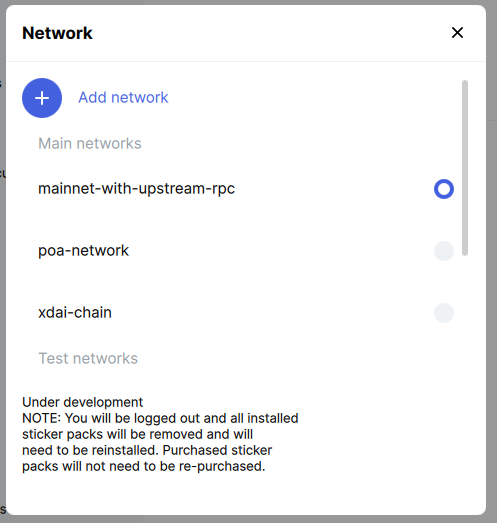 Network
Add network
Main networks
mainnet-with-upstream-rpc
poa-network
xdai-chain
Test networks
Under development
NOTE: You will be logged out and all installed
sticker packs will be removed and will
need to be reinstalled. Purchased sticker
packs will not need to be re-purchased.